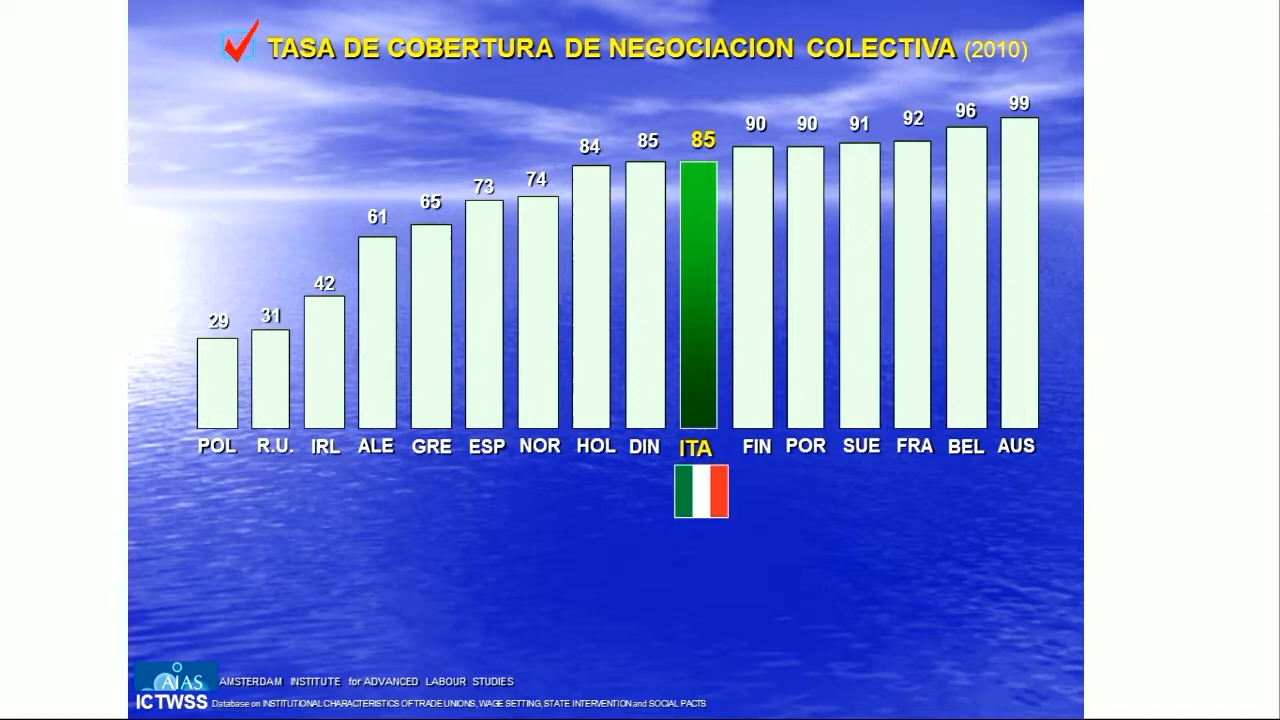 TASA DE COBERTURA DE NEGOCIACION COLECTIVA (2010)
29 31 42 61 65 73 74 84 85 85 90 90 91 92 96 99
POL R.U. IRL ALE GRE ESP NOR HOL DIN ITA FIN POR SUE FRA BEL AUS
AIAS AMSTERDAM INSTITUTE for ADVANCED LABOUR STUDIES
ICTWSS Database on INSTITUTIONAL CHARACTERISTICS OF TRADE UNIONS, WAGE SETTING, STATE INTERVENTION and SOCIAL PACTS